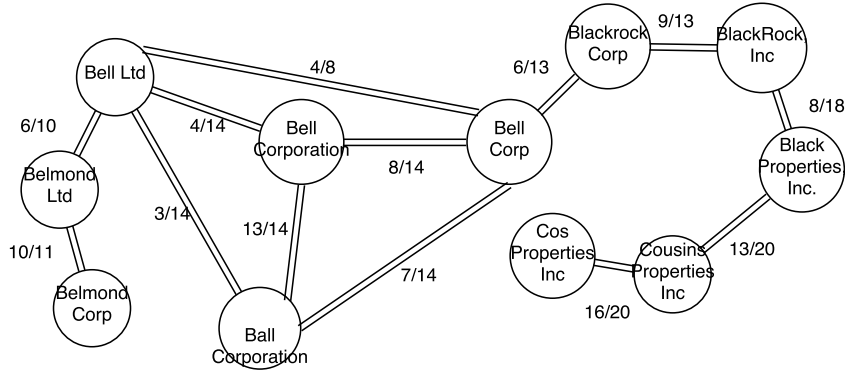 9/13
Blackrock
Corp
BlackRock
Inc
Bell Ltd
4/8
6/13
8/18
6/10
4/14
Bell
Corporation
Bell
Corp
8/14
Black
Properties
Inc.
Belmond
Ltd
3/14
13/14
10/11
7/14
Cos
Properties
Inc
Cousins
Properties
Inc
13/20
16/20
Belmond
Corp
Ball
Corporation